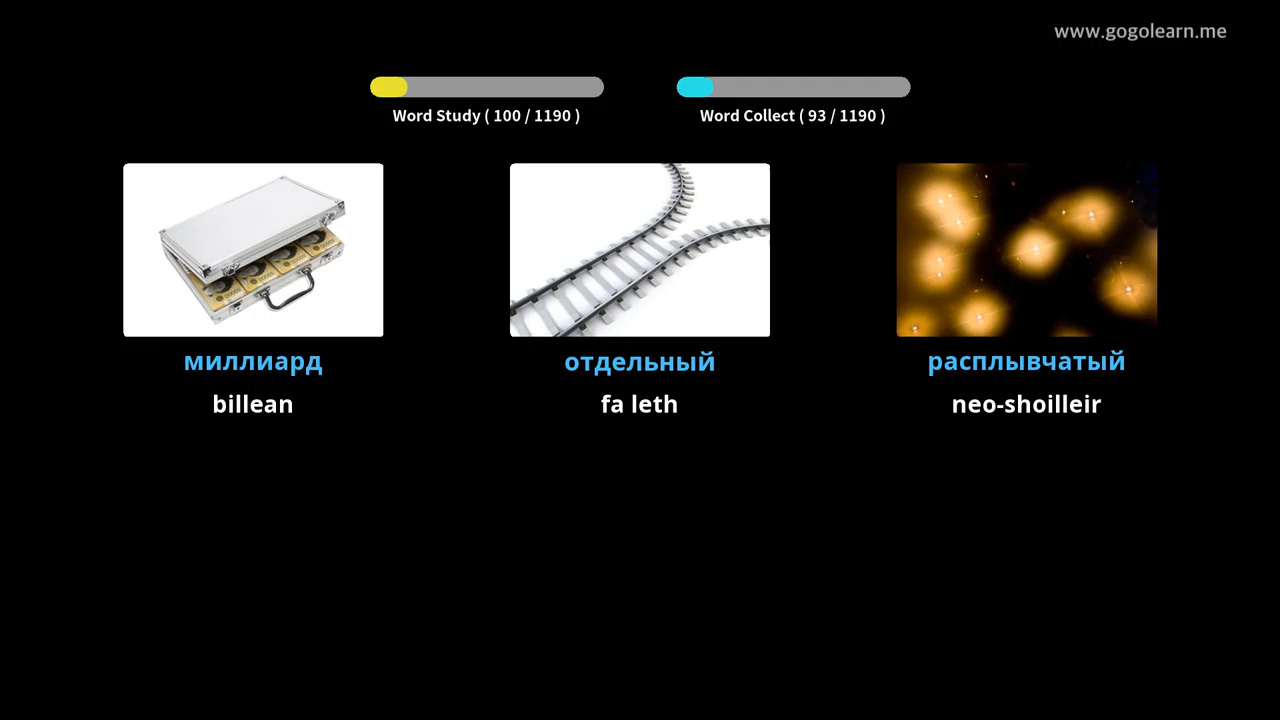 www.gogolearn.me
Word Study ( 100 / 1190 )
Word Collect ( 93 / 1190 )
миллиард
отдельный
расплывчатый
billean
fa leth
neo-shoilleir